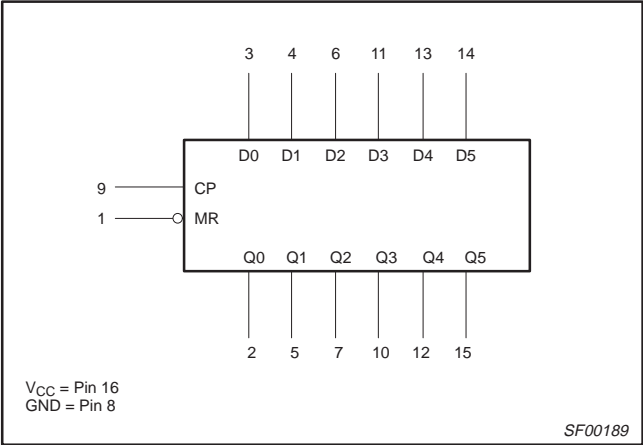 3 4 6 11 13 14
D0 D1 D2 D3 D4 D5
9 CP
1 MR
Q0 Q1 Q2 Q3 Q4 Q5
2 5 7 10 12 15
VCC = Pin 16
GND = Pin 8
SF00189